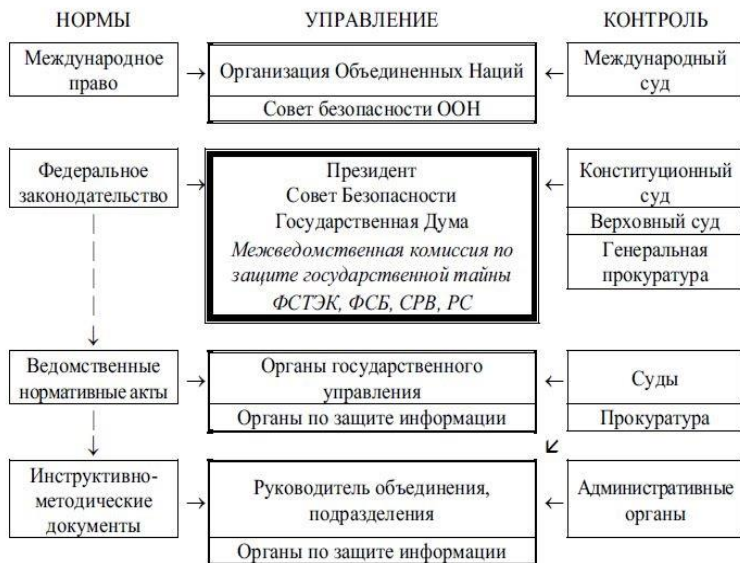 НОРМЫ УПРАВЛЕНИЕ КОНТРОЛЬ
Международное
право
Организация Объединенных Наций
Совет безопасности ООН
Международный
суд
Федеральное
законодательство
Президент
Совет Безопасности
Государственная Дума
Межведомственная комиссия по
защите государственной тайны
ФСТЭК, ФСБ, СРВ, РС
Конституционный
суд
Верховный суд
Генеральная
прокуратура
Ведомственные
нормативные акты
Органы государственного
управления
Органы по защите информации
Суды
Прокуратура
Инструктивно-
методические
документы
Руководитель объединения,
подразделения
Органы по защите информации
Административные
органы